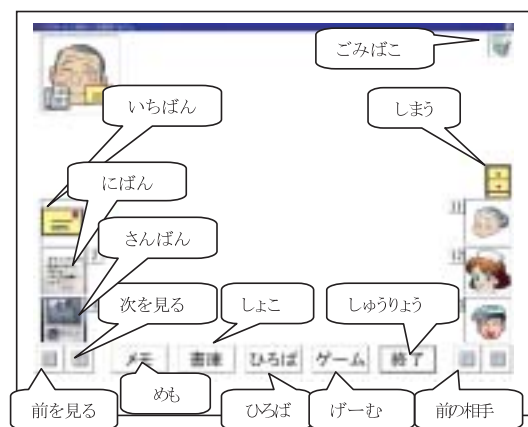 ごみばこ
いちばん
しまう
にばん
11
さんばん
12
次を見る
しょこ
しゅうりょう
メモ
書庫
ひろば
ゲーム
終了
前を見る
めも
ひろば
げーむ
前の相手